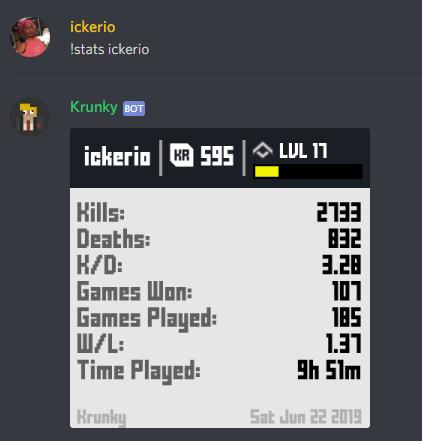 ickerio
!stats ickerio
Krunky BOT
ickerio | KR 595 | LVL 17
Kills: 2733
Deaths: 832
K/D: 3.28
Games Won: 107
Games Played: 185
W/L: 1.37
Time Played: 9h 51m
Krunky Sat Jun 22 2019